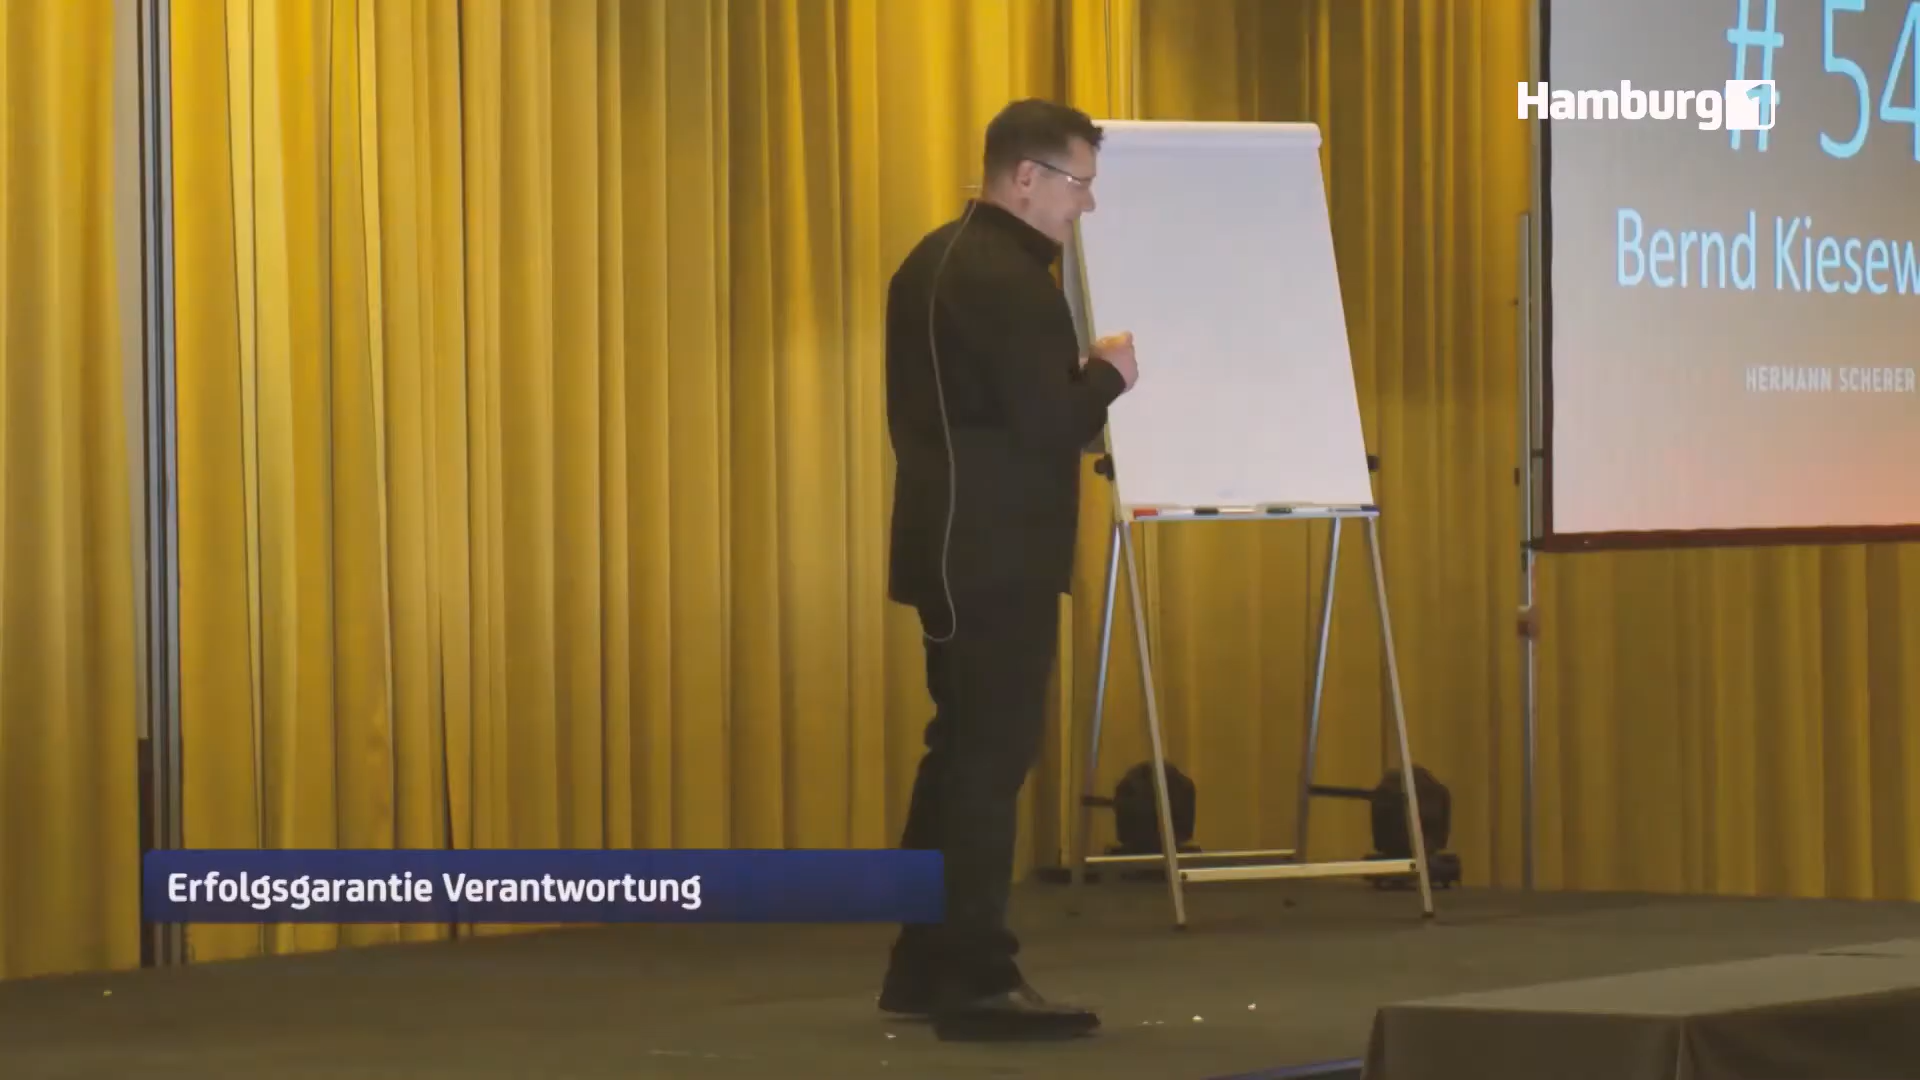 # 54
Hamburg 1
Bernd Kiesew
HERMANN SCHERER
Erfolgsgarantie Verantwortung